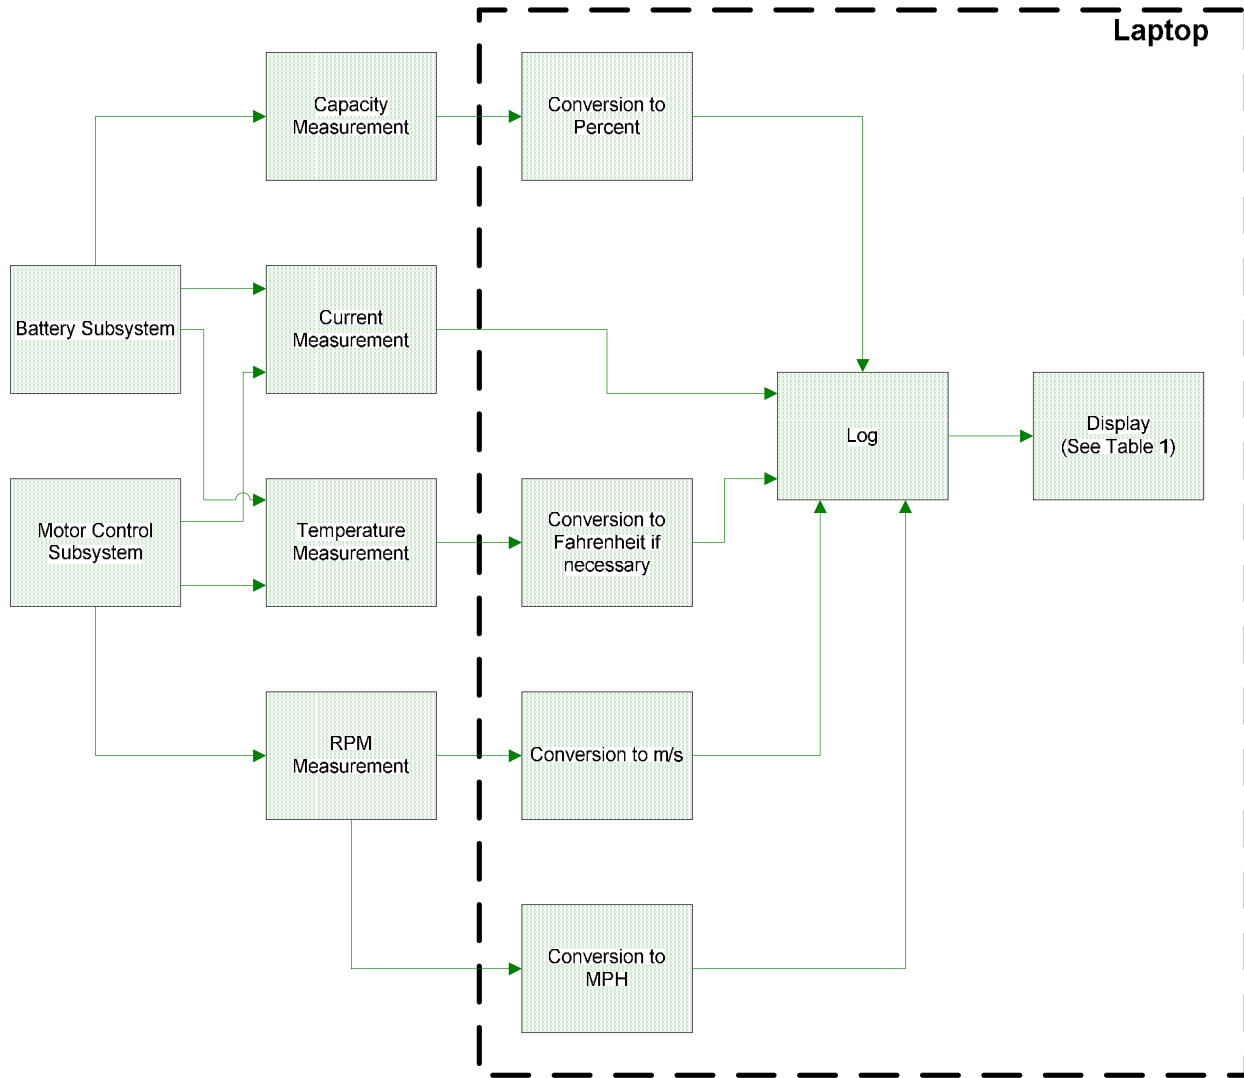 Laptop
Capacity
Measurement
Conversion to
Percent
Battery Subsystem
Current
Measurement
Log
Display
(See Table 1)
Motor Control
Subsystem
Temperature
Measurement
Conversion to
Fahrenheit if
necessary
RPM
Measurement
Conversion to m/s
Conversion to
MPH